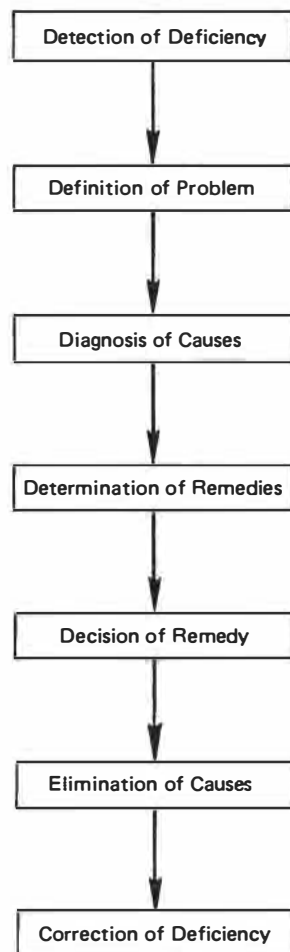 Detection of Deficiency
Definition of Problem
Diagnosis of Causes
Determination of Remedies
Decision of Remedy
Elimination of Causes
Correction of Deficiency